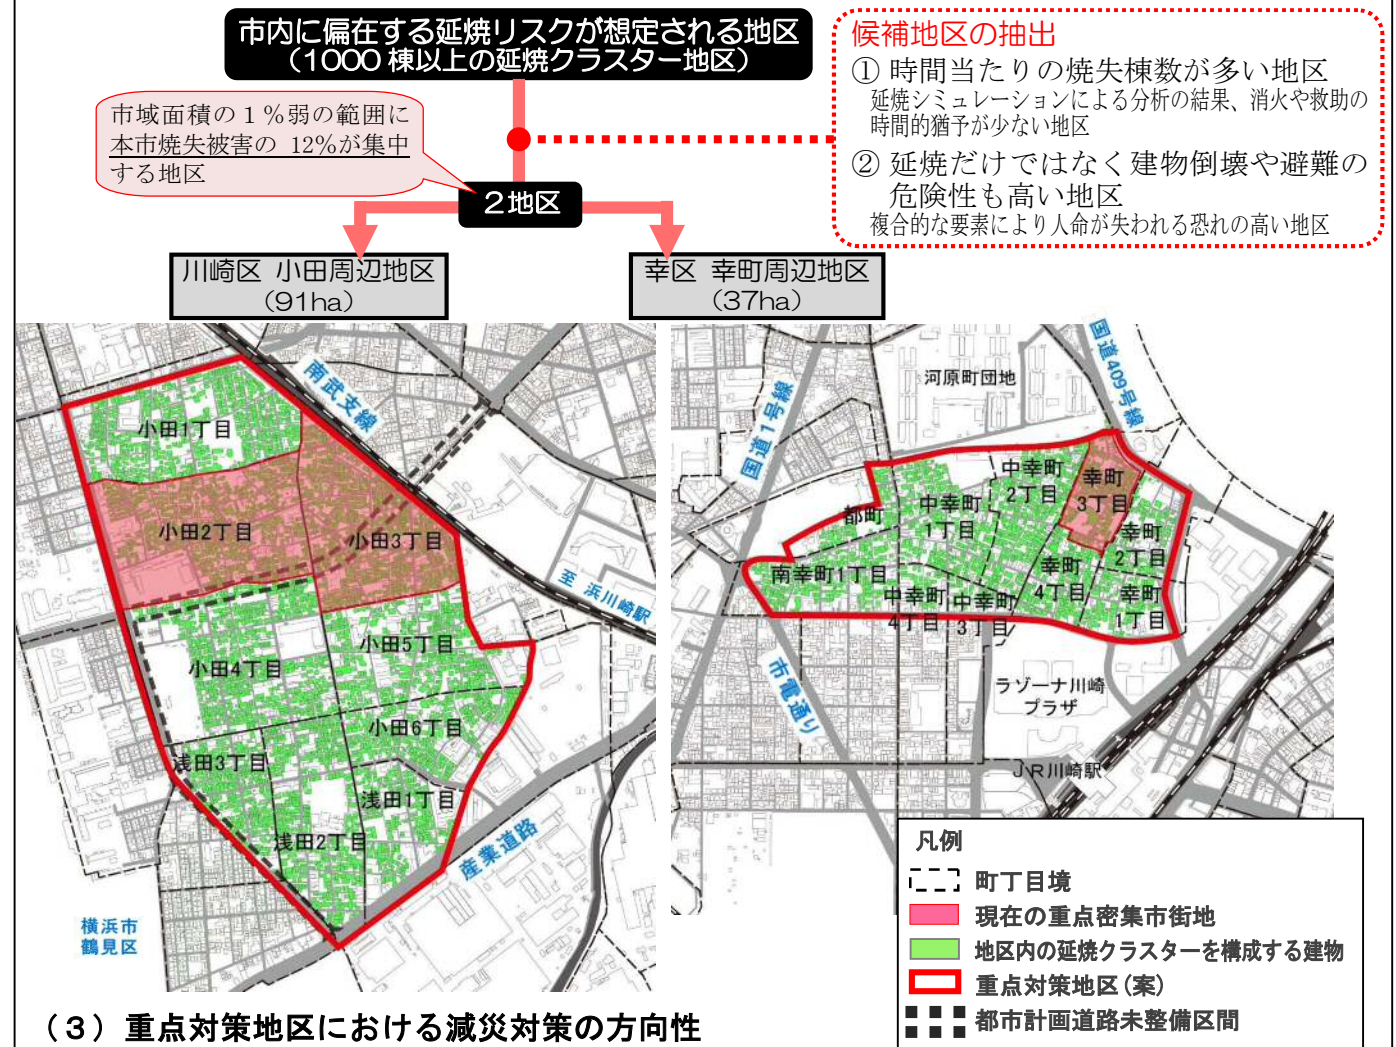 市内に偏在する延焼リスクが想定される地区
（1000棟以上の延焼クラスター地区）
市域面積の１％弱の範囲に
本市焼失被害の 12%が集中
する地区
２地区
候補地区の抽出
① 時間当たりの焼失棟数が多い地区
延焼シミュレーションによる分析の結果、消火や救助の
時間的猶予が少ない地区
② 延焼だけではなく建物倒壊や避難の
危険性も高い地区
複合的な要素により人命が失われる恐れの高い地区
川崎区 小田周辺地区
（91ha）
幸区 幸町周辺地区
（37ha）
南武支線
小田1丁目
小田2丁目
小田3丁目
至 浜川崎駅
小田5丁目
小田4丁目
小田6丁目
浅田3丁目
浅田1丁目
浅田2丁目
産業道路
横浜市
鶴見区
国道409号線
河原町団地
国道1号線
中幸町
2丁目
幸町
3丁目
中幸町
1丁目
都町
幸町
2丁目
南幸町1丁目
幸町
4丁目
中幸町
4丁目
中幸町
3丁目
幸町
1丁目
市電通り
ラゾーナ川崎
プラザ
JR川崎駅
凡例
町丁目境
現在の重点密集市街地
地区内の延焼クラスターを構成する建物
重点対策地区(案)
都市計画道路未整備区間
（３）重点対策地区における減災対策の方向性